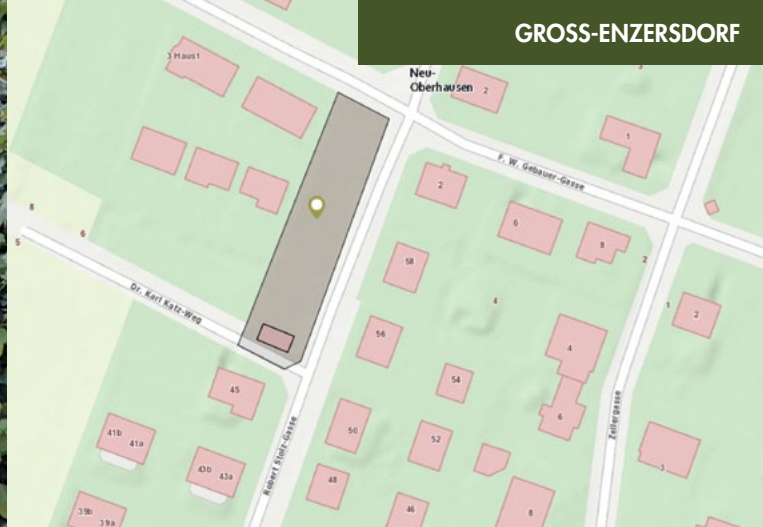 GROSS-ENZERSDORF
3 Haus1
Neu-
Oberhausen
2
3
1
F. W. Gebauer-Gasse
2
6
8
2
8
6
5
58
4
1
2
Dr. Karl Katz-Weg
56
4
54
45
6
50
52
41b
41a
Robert Stolz-Gasse
Zellergasse
43b
43a
48
3
39b
39a
46
8